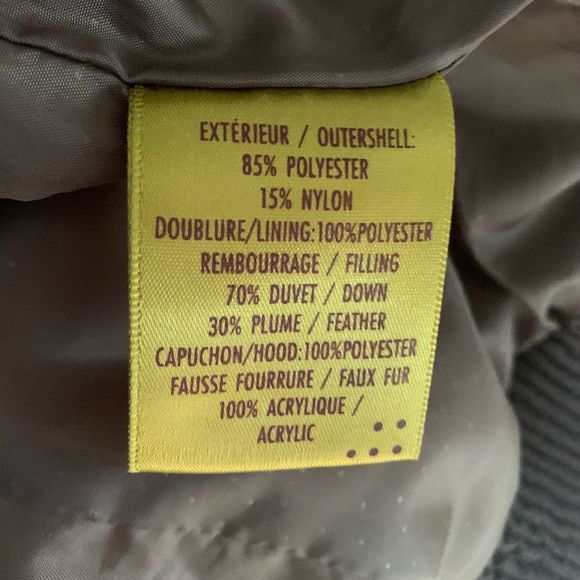 EXTÉRIEUR / OUTERSHELL:
85% POLYESTER
15% NYLON
DOUBLURE/LINING:100%POLYESTER
REMBOURRAGE / FILLING
70% DUVET / DOWN
30% PLUME / FEATHER
CAPUCHON/HOOD:100%POLYESTER
FAUSSE FOURRURE / FAUX FUR
100% ACRYLIQUE /
ACRYLIC